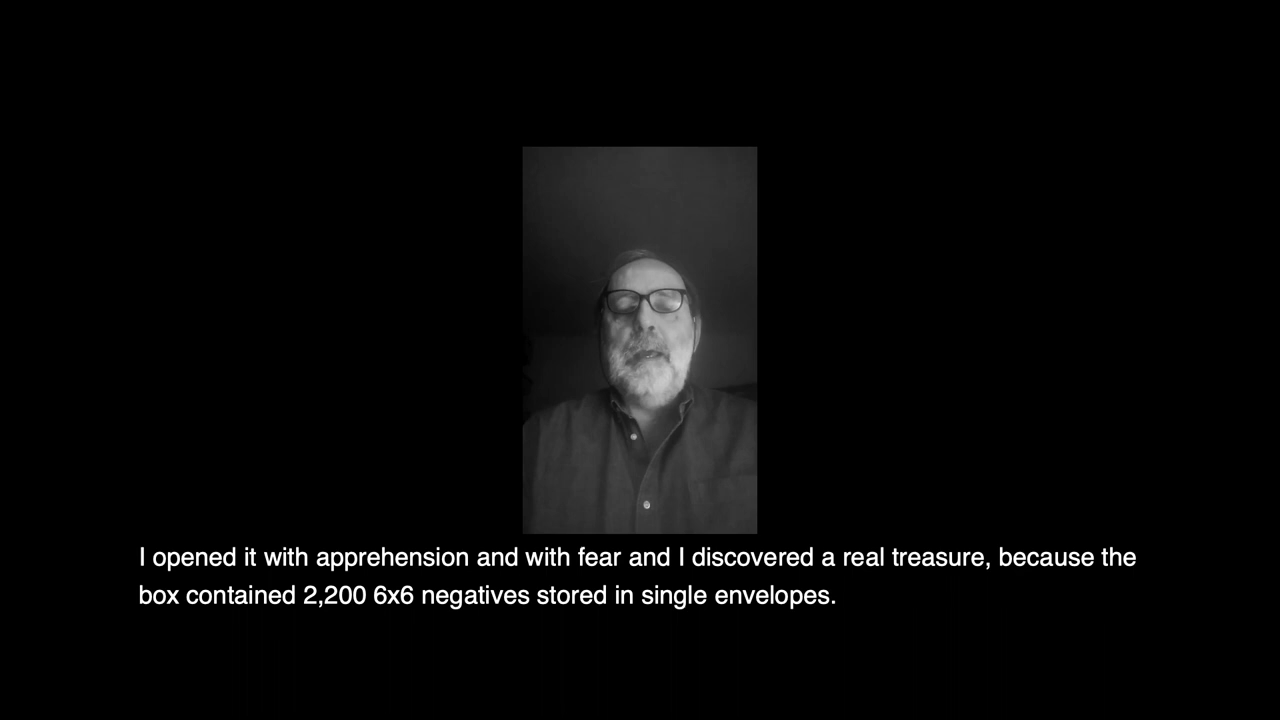 I opened it with apprehension and with fear and I discovered a real treasure, because the
box contained 2,200 6x6 negatives stored in single envelopes.